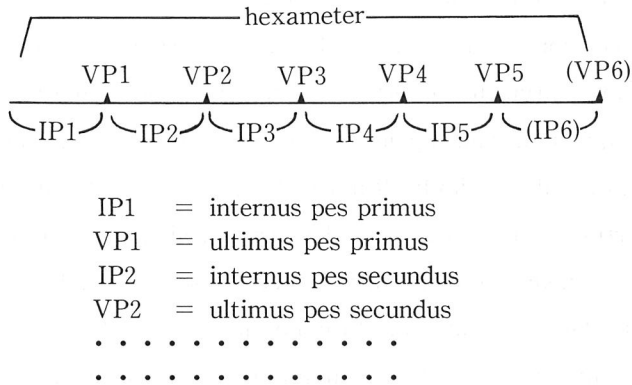 hexameter
VP1 VP2 VP3 VP4 VP5 (VP6)
IP1 IP2 IP3 IP4 IP5 (IP6)
IP1 = internus pes primus
VP1 = ultimus pes primus
IP2 = internus pes secundus
VP2 = ultimus pes secundus
. . . . . . . . . . . . .
. . . . . . . . . . . . .